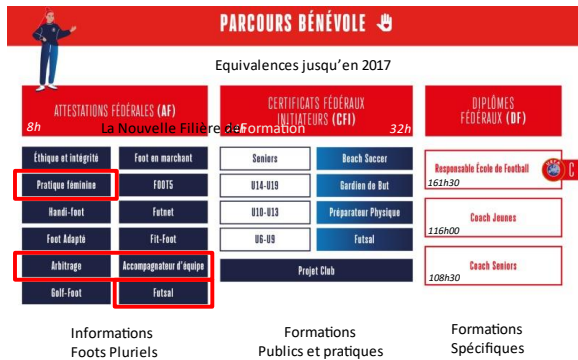 PARCOURS BÉNÉVOLE
Equivalences jusqu'en 2017
ATTESTATIONS FÉDÉRALES (AF)
8h
CERTIFICATS FÉDÉRAUX
INITIATEURS (CFI)
32h
La Nouvelle Filière de Formation
DIPLÔMES
FÉDÉRAUX (DF)
Éthique et intégrité
Foot en marchant
Pratique féminine
FOOT5
Handi-foot
Futnet
Foot Adapté
Fit-Foot
Arbitrage
Accompagnateur d'équipe
Golf-Foot
Futsal
Seniors
Beach Soccer
U14-U19
Gardien de But
U10-U13
Préparateur Physique
U6-U9
Futsal
Projet Club
Responsable École de Football
161h30
C
Coach Jeunes
116h00
Coach Seniors
108h30
Informations
Foots Pluriels
Formations
Publics et pratiques
Formations
Spécifiques